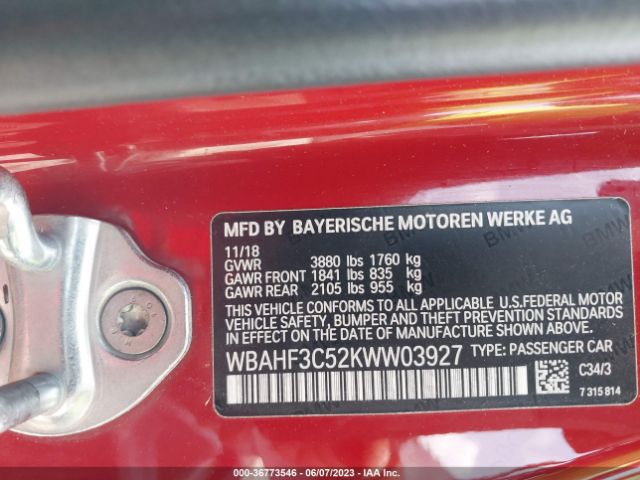 MFD BY BAYERISCHE MOTOREN WERKE AG
11/18
GVWR 3880 lbs 1760 kg
GAWR FRONT 1841 lbs 835 kg
GAWR REAR 2105 lbs 955 kg
THIS VEHICLE CONFORMS TO ALL APPLICABLE U.S.FEDERAL MOTOR
VEHICLE SAFETY, BUMPER AND THEFT PREVENTION STANDARDS
IN EFFECT ON THE DATE OF MANUFACTURE SHOWN ABOVE.
WBAHF3C52KWW03927 TYPE: PASSENGER CAR
C34/3
7 315 814
000-36773546 - 06/07/2023 - IAA Inc.